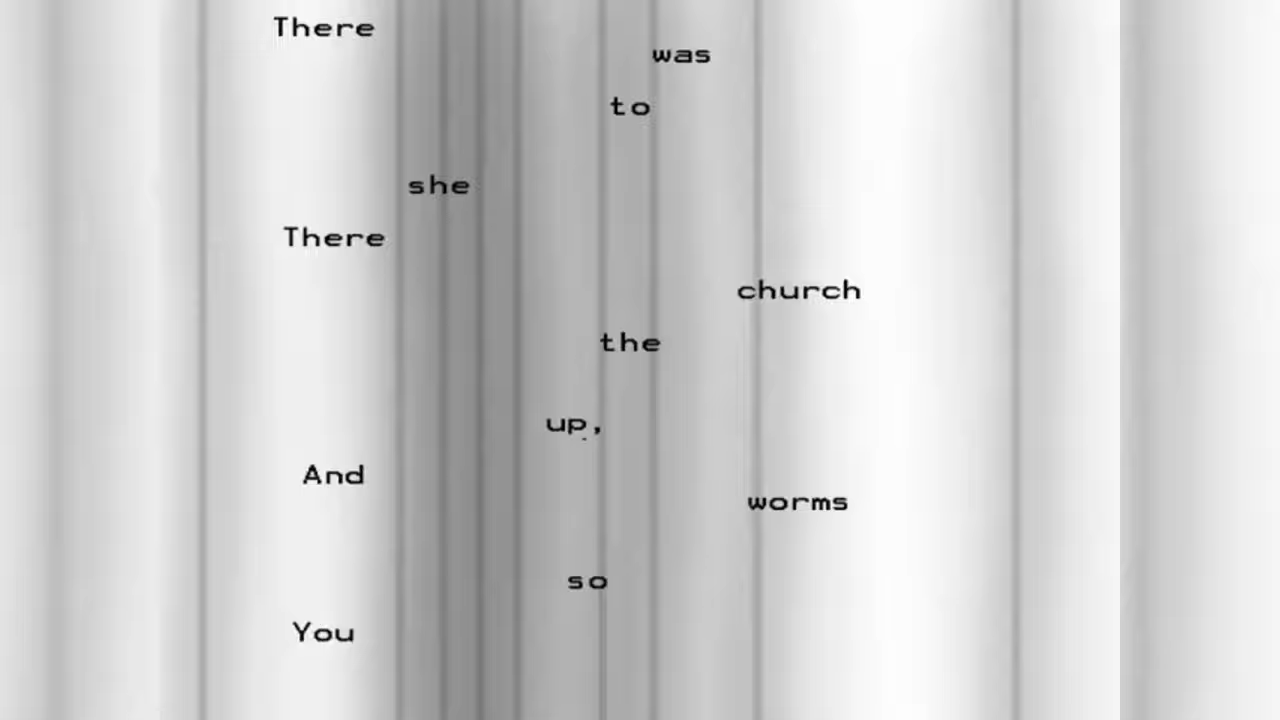 There
was
to
she
There
church
the
up,
And
worms
so
You